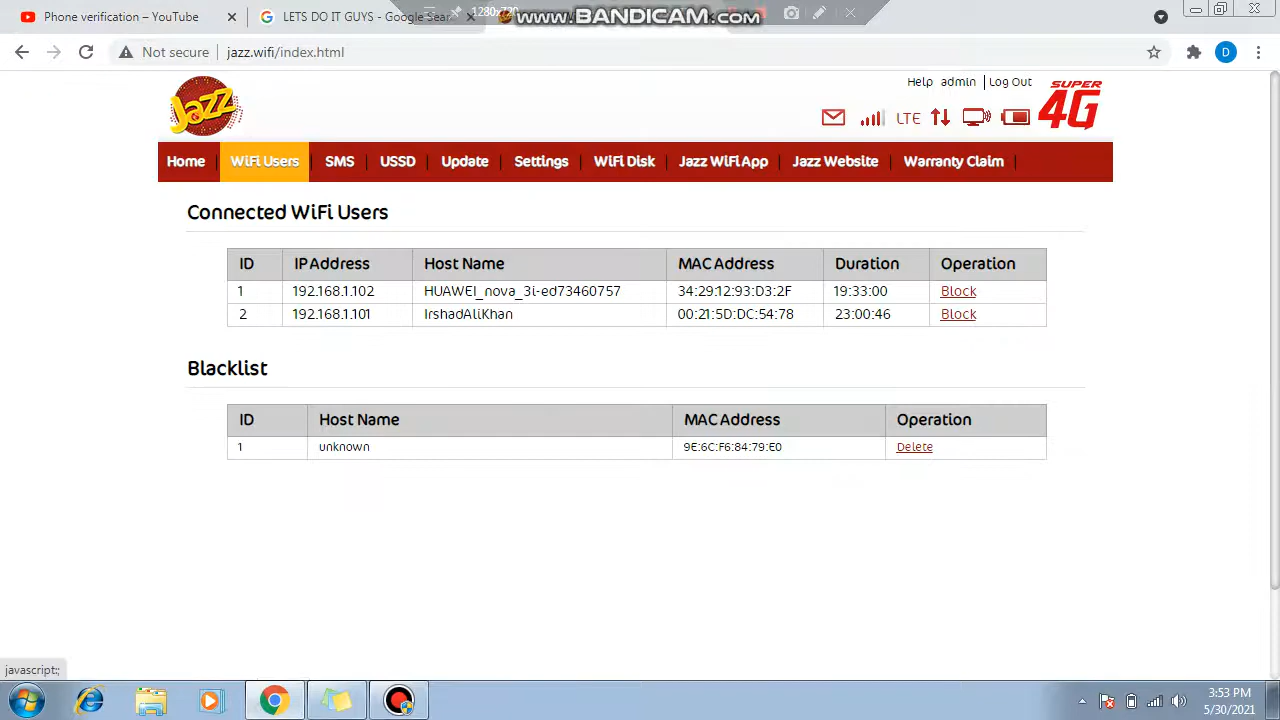 Phone verification – YouTube
LETS DO IT GUYS - Google Sear
1280x720
www.BANDICAM.com
Not secure
jazz.wifi/index.html
D
Jazz
Help admin Log Out
LTE
SUPER
4G
Home WiFi Users SMS USSD Update Settings WiFi Disk Jazz WiFi App Jazz Website Warranty Claim
Connected WiFi Users
ID IP Address Host Name MAC Address Duration Operation
1 192.168.1.102 HUAWEI_nova_3i-ed73460757 34:29:12:93:D3:2F 19:33:00 Block
2 192.168.1.101 IrshadAliKhan 00:21:5D:DC:54:78 23:00:46 Block
Blacklist
ID Host Name MAC Address Operation
1 unknown 9E:6C:F6:84:79:E0 Delete
javascript:;
3:53 PM
5/30/2021